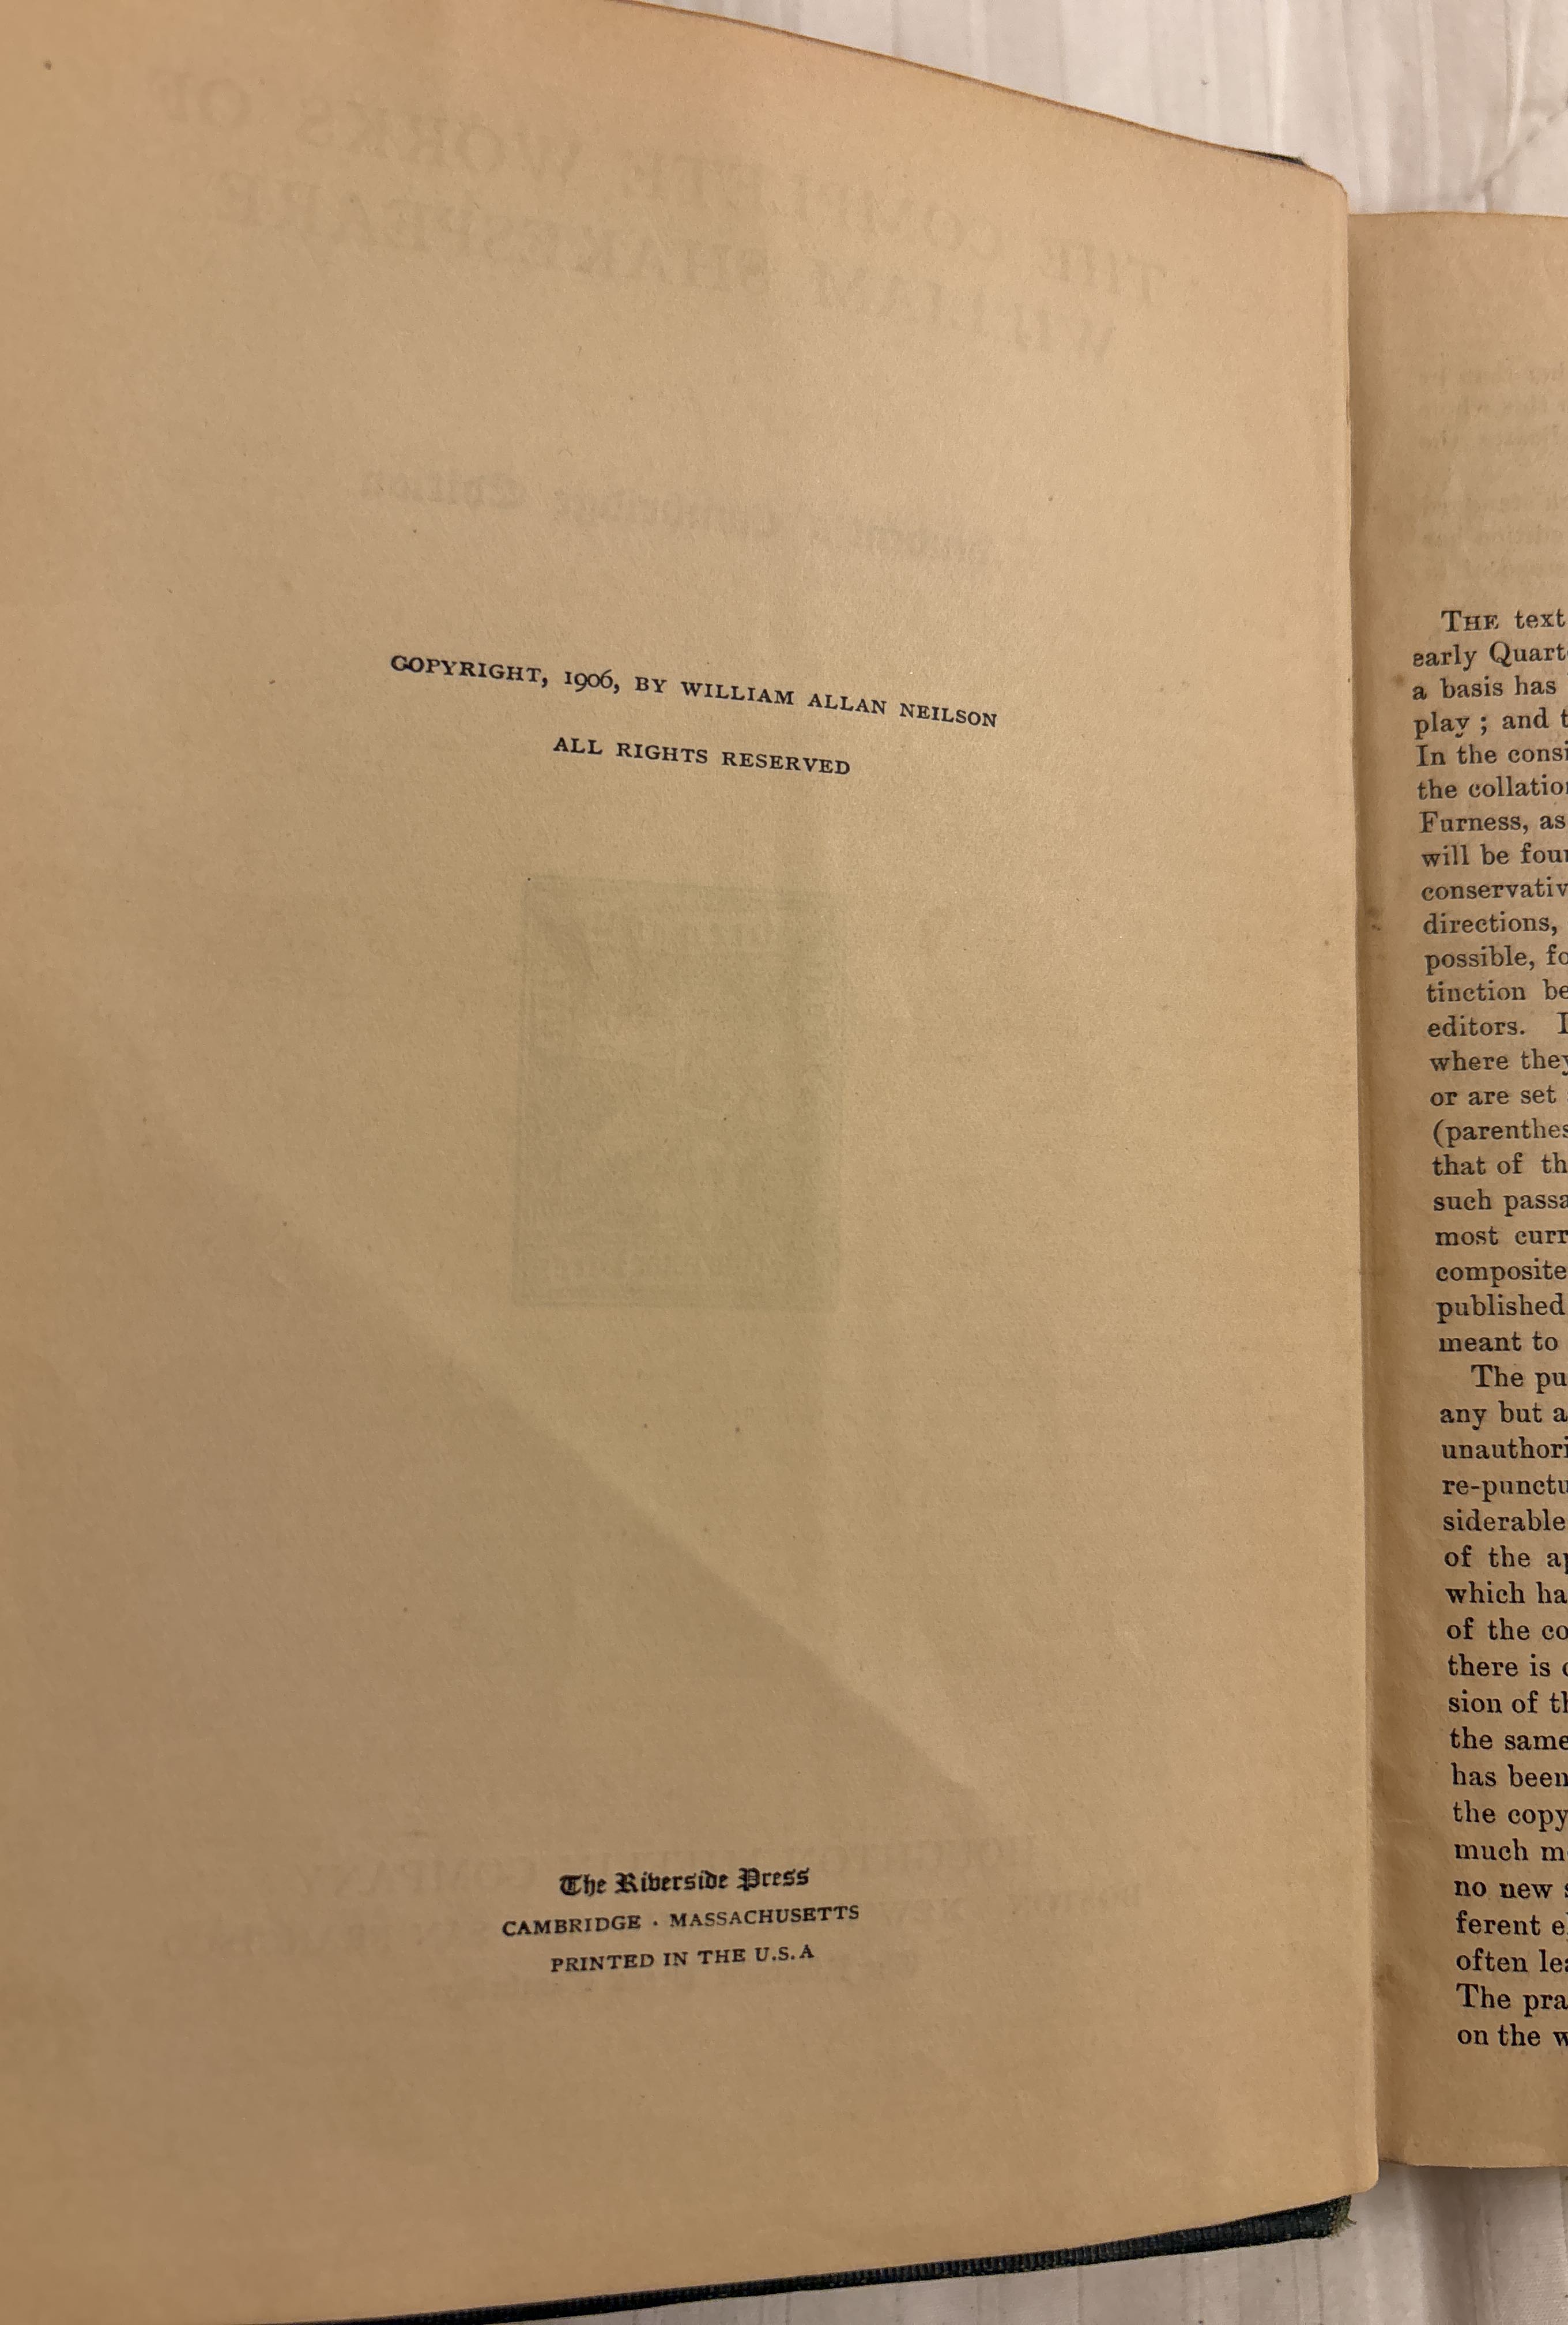 COPYRIGHT, 1906, BY WILLIAM ALLAN NEILSON
ALL RIGHTS RESERVED
The Riverside Press
CAMBRIDGE · MASSACHUSETTS
PRINTED IN THE U.S.A
THE text
early Quart
a basis has
play ; and t
In the consi
the collation
Furness, as
will be foun
conservativ
directions,
possible, fo
tinction be
editors. I
where they
or are set
(parenthes
that of th
such passa
most curr
composite
published
meant to
The pu
any but a
unauthori
re-punctu
siderable
of the ap
which ha
of the co
there is
sion of th
the same
has been
the copy
much m
no new
ferent e
often lea
The pra
on the w